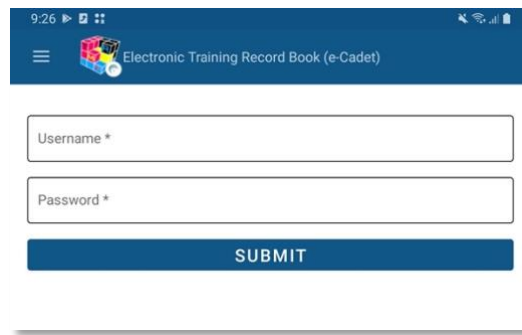 9:26
Electronic Training Record Book (e-Cadet)
Username *
Password *
SUBMIT